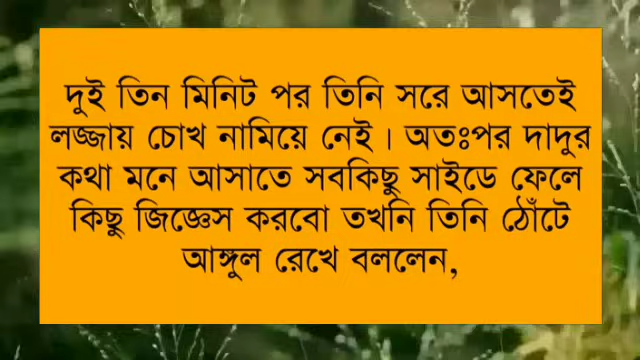 দুই তিন মিনিট পর তিনি সরে আসতেই
লজ্জায় চোখ নামিয়ে নেই। অতঃপর দাদুর
কথা মনে আসাতে সবকিছু সাইডে ফেলে
কিছু জিজ্ঞেস করবো তখনি তিনি ঠোঁটে
আঙ্গুল রেখে বললেন,